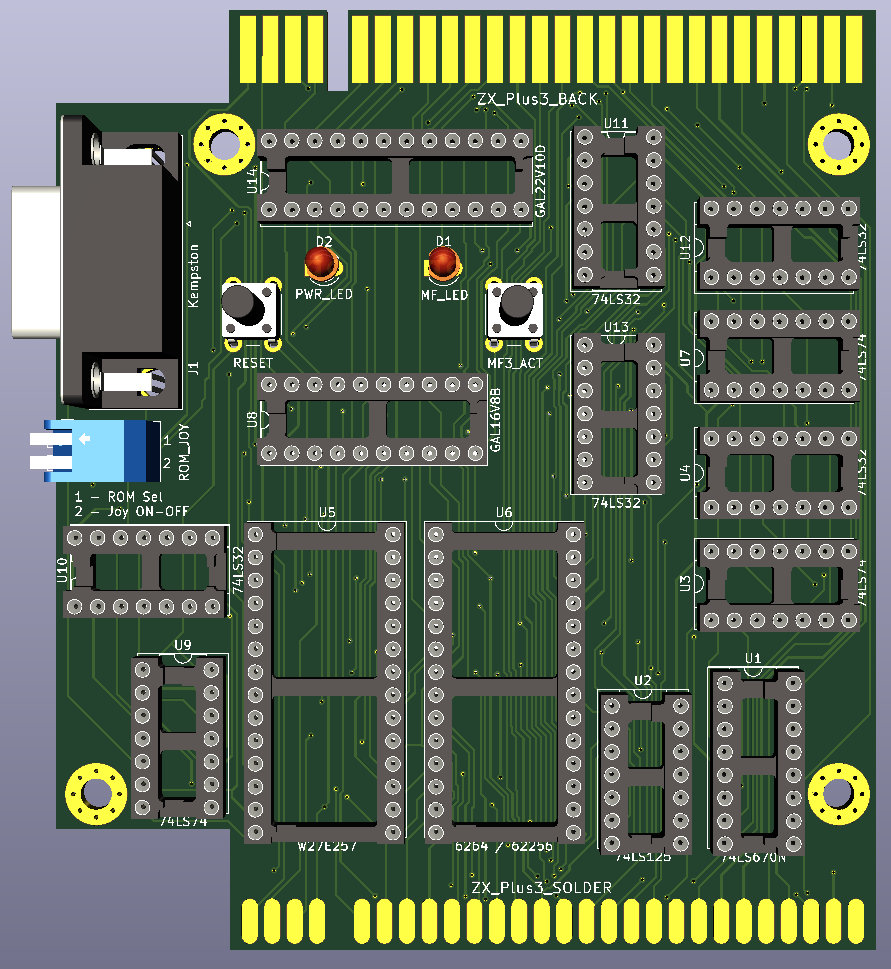 ZX_Plus3_BACK
U11
U14
GAL22V10D
74LS32
U12
74LS32
D2
PWR_LED
D1
MF_LED
Kempston
J1
RESET
MF3_ACT
U13
74LS32
U7
74LS74
U8
GAL16V8B
ROM_JOY
1
2
1 - ROM Sel
2 - Joy ON-OFF
U4
74LS32
U5
U6
U10
74LS32
U3
74LS74
U9
74LS74
U2
74LS125
U1
74LS670N
W27E257
6264 / 62256
ZX_Plus3_SOLDER